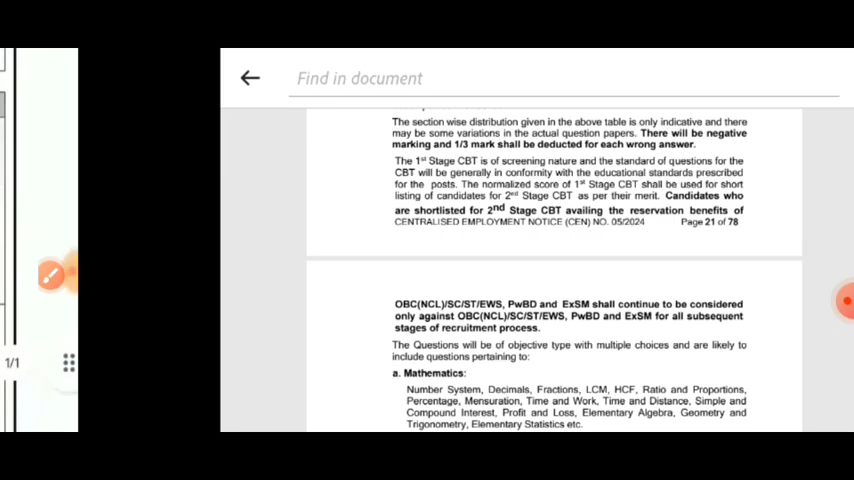 Find in document
The section wise distribution given in the above table is only indicative and there
may be some variations in the actual question papers. There will be negative
marking and 1/3 mark shall be deducted for each wrong answer.
The 1st Stage CBT is of screening nature and the standard of questions for the
CBT will be generally in conformity with the educational standards prescribed
for the posts. The normalized score of 1st Stage CBT shall be used for short
listing of candidates for 2nd Stage CBT as per their merit. Candidates who
are shortlisted for 2nd Stage CBT availing the reservation benefits of
CENTRALISED EMPLOYMENT NOTICE (CEN) NO. 05/2024 Page 21 of 78
OBC(NCL)/SC/ST/EWS, PwBD and ExSM shall continue to be considered
only against OBC(NCL)/SC/ST/EWS, PwBD and ExSM for all subsequent
stages of recruitment process.
The Questions will be of objective type with multiple choices and are likely to
include questions pertaining to:
1/1
a. Mathematics:
Number System, Decimals, Fractions, LCM, HCF, Ratio and Proportions,
Percentage, Mensuration, Time and Work, Time and Distance, Simple and
Compound Interest, Profit and Loss, Elementary Algebra, Geometry and
Trigonometry, Elementary Statistics etc.